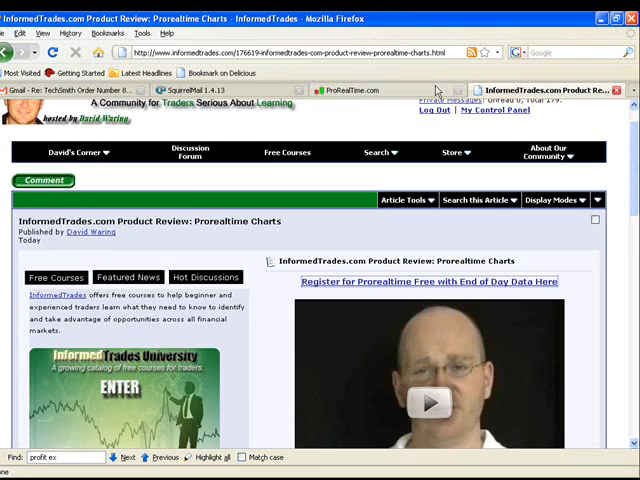 InformedTrades.com Product Review: Prorealtime Charts - InformedTrades - Mozilla Firefox
Edit View History Bookmarks Tools Help
http://www.informedtrades.com/176619-informedtrades-com-product-review-prorealtime-charts.html
Google
Most Visited Getting Started Latest Headlines Bookmark on Delicious
Gmail - Re: TechSmith Order Number 8... SquirrelMail 1.4.13 ProRealTime.com InformedTrades.com Product Re...
A Community for Traders Serious About Learning
hosted by David Waring
Private Messages: Unread 0, Total 179.
Log Out | My Control Panel
David's Corner Discussion Forum Free Courses Search Store About Our Community
Comment
Article Tools Search this Article Display Modes
InformedTrades.com Product Review: Prorealtime Charts
Published by David Waring
Today
Free Courses Featured News Hot Discussions
InformedTrades offers free courses to help beginner and
experienced traders learn what they need to know to identify
and take advantage of opportunities across all financial
markets.
InformedTrades University
A growing catalog of free courses for traders.
ENTER
InformedTrades.com Product Review: Prorealtime Charts
Register for Prorealtime Free with End of Day Data Here
Find: profit ex Next Previous Highlight all Match case